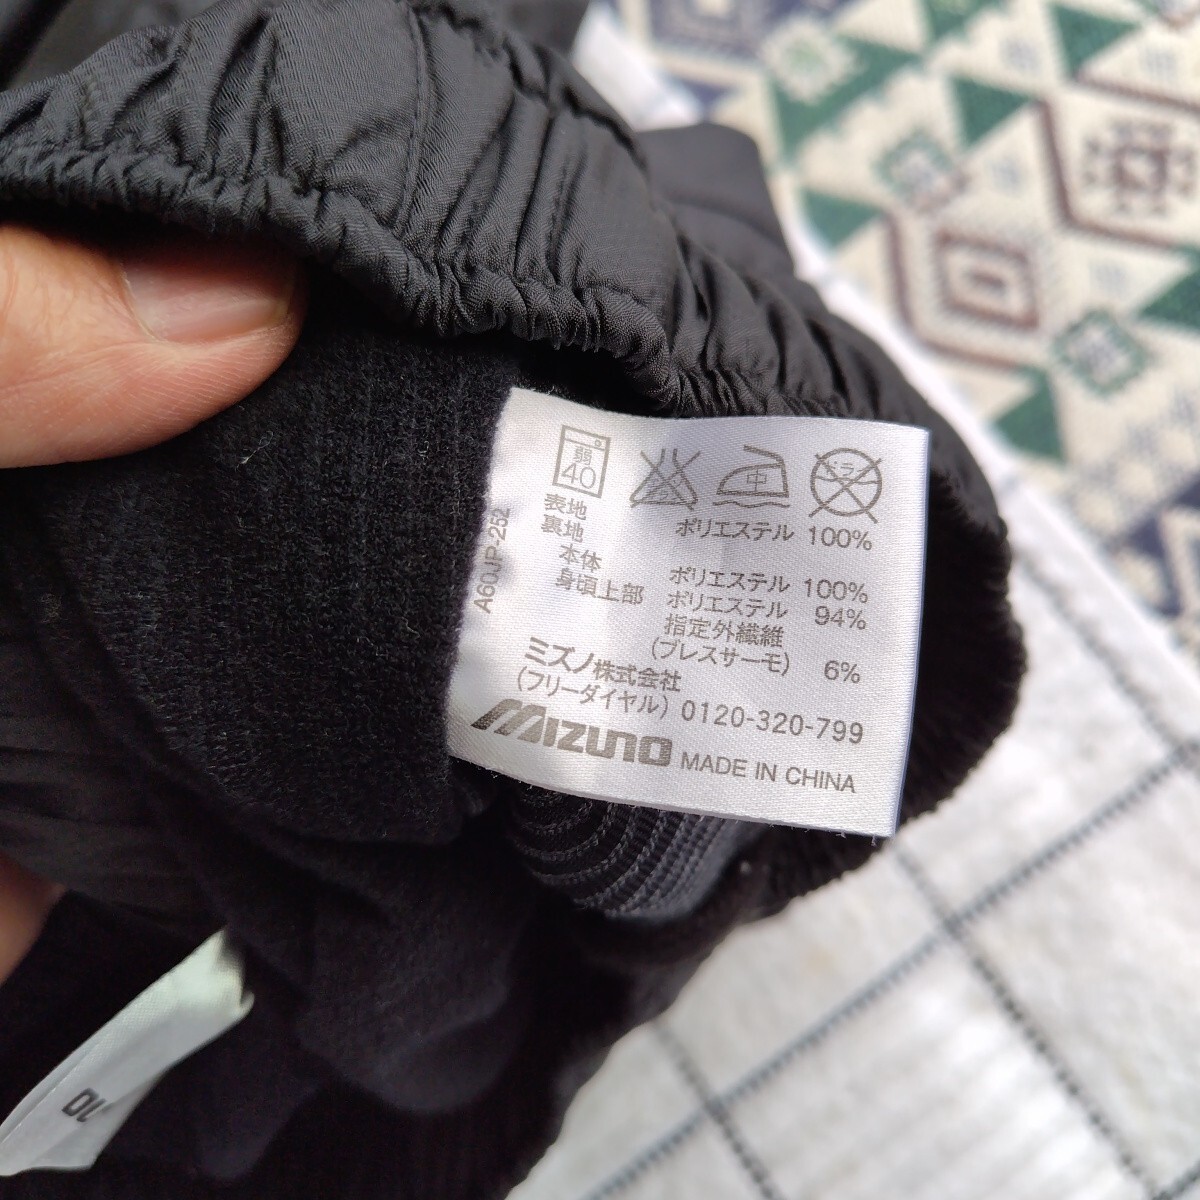 弱
40
中
ドライ
表地 ポリエステル 100%
裏地
本体 ポリエステル 100%
身頃上部 ポリエステル 94%
指定外繊維
(ブレスサーモ) 6%
ミズノ株式会社
(フリーダイヤル) 0120-320-799
MIZUNO MADE IN CHINA
A60JP-252